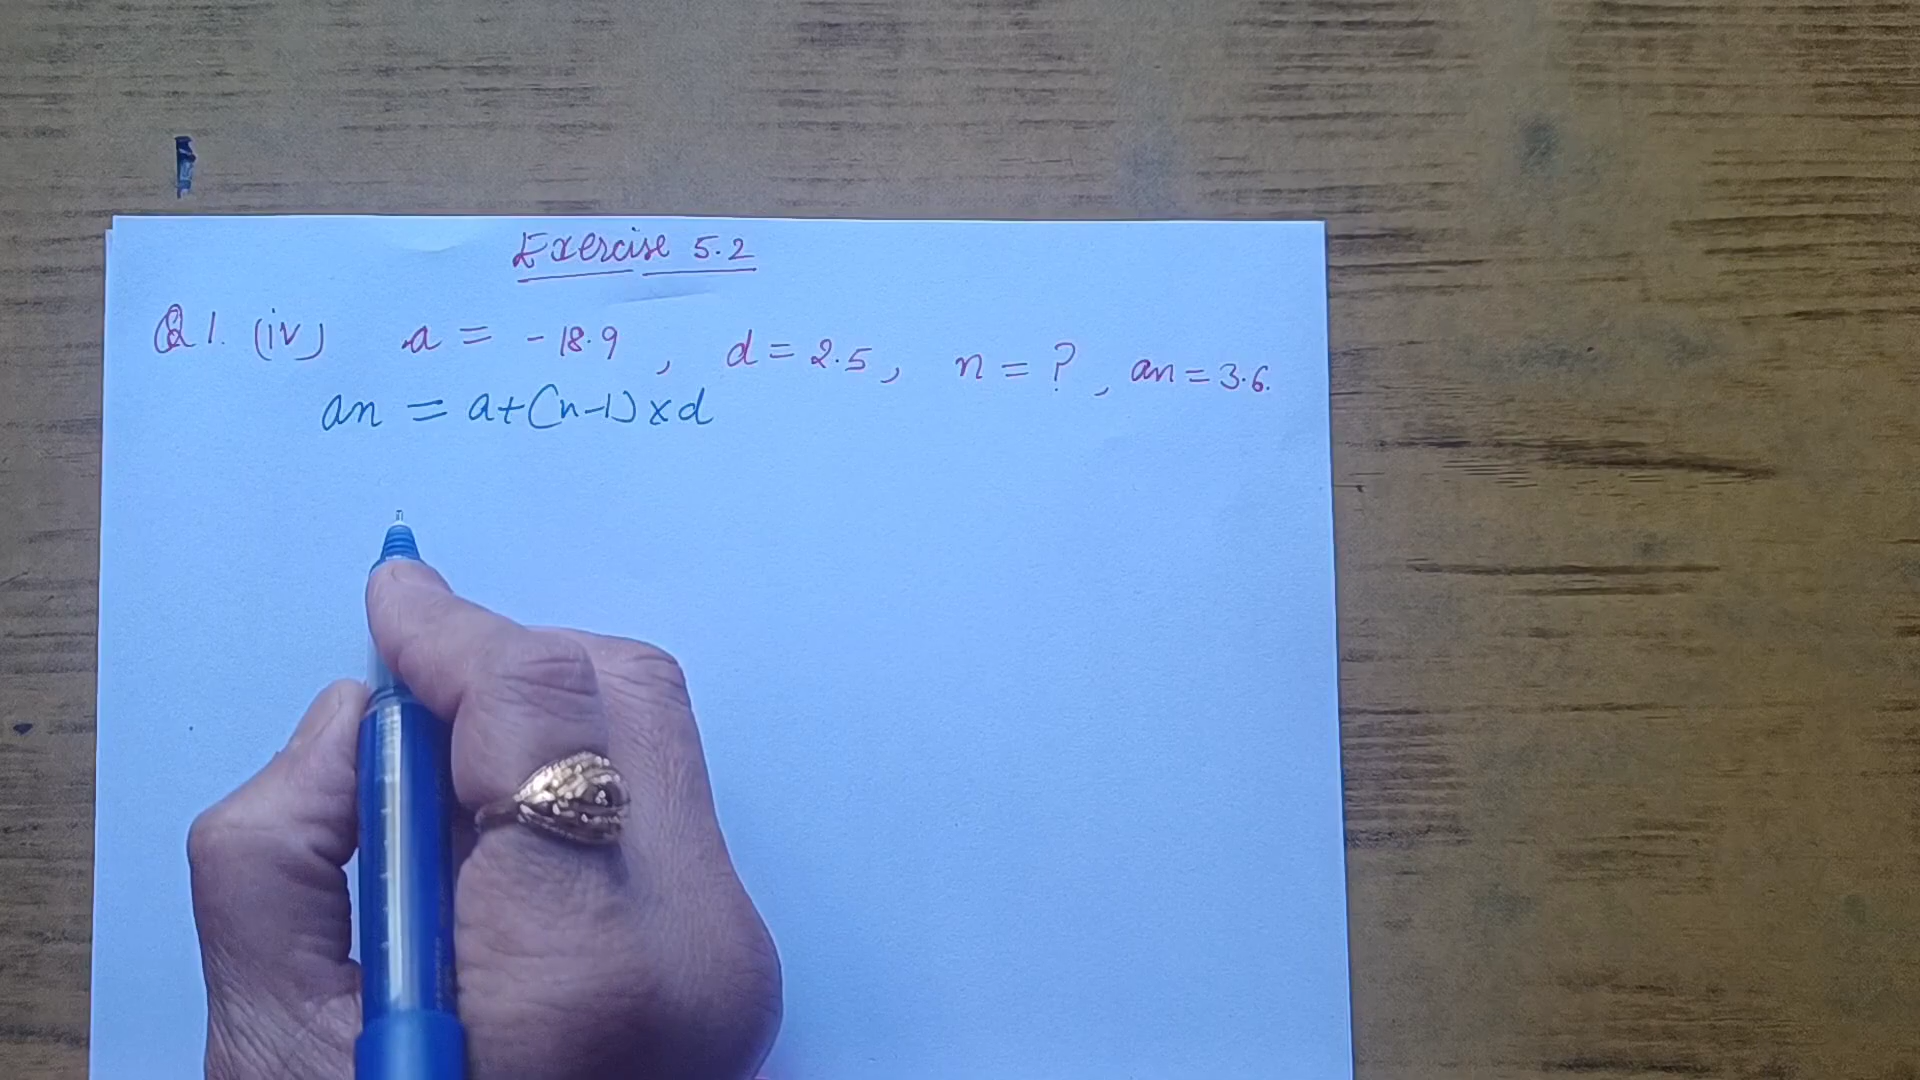 Exercise 5.2
Q1. (iv) a = -18.9, d = 2.5, n = ?, an = 3.6.
an = a+(n-1)xd